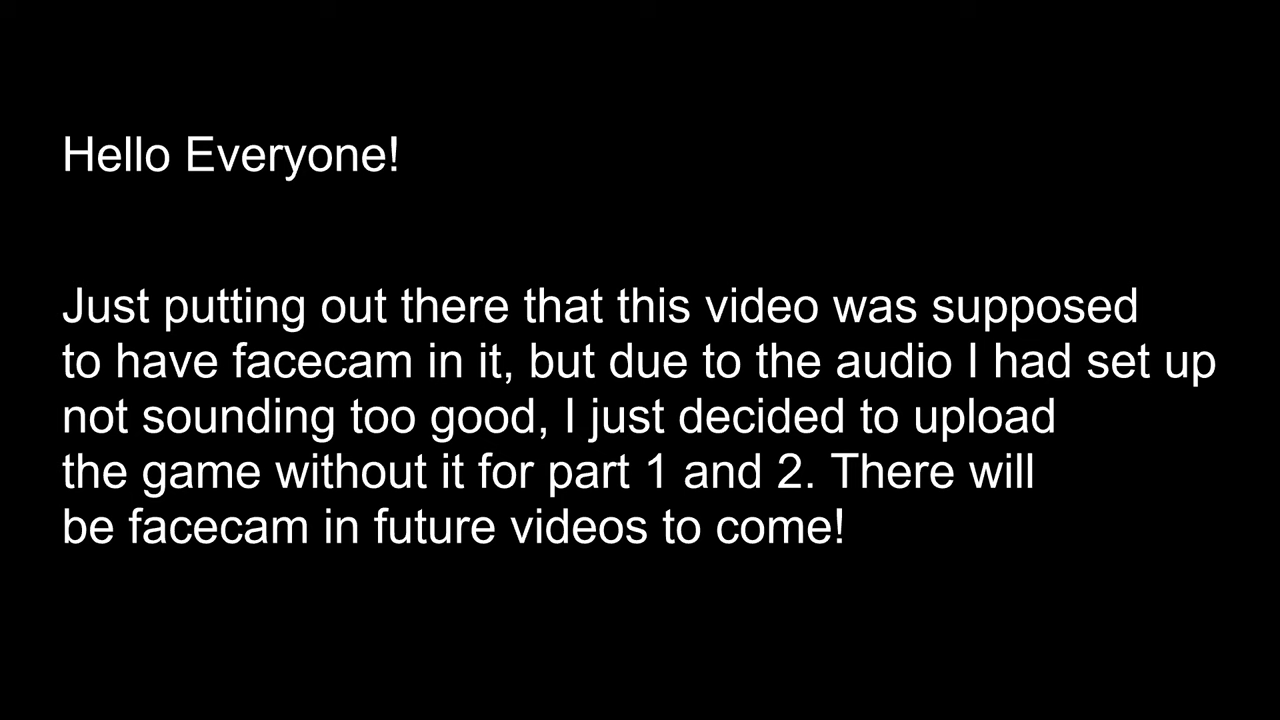 Hello Everyone!
Just putting out there that this video was supposed
to have facecam in it, but due to the audio I had set up
not sounding too good, I just decided to upload
the game without it for part 1 and 2. There will
be facecam in future videos to come!